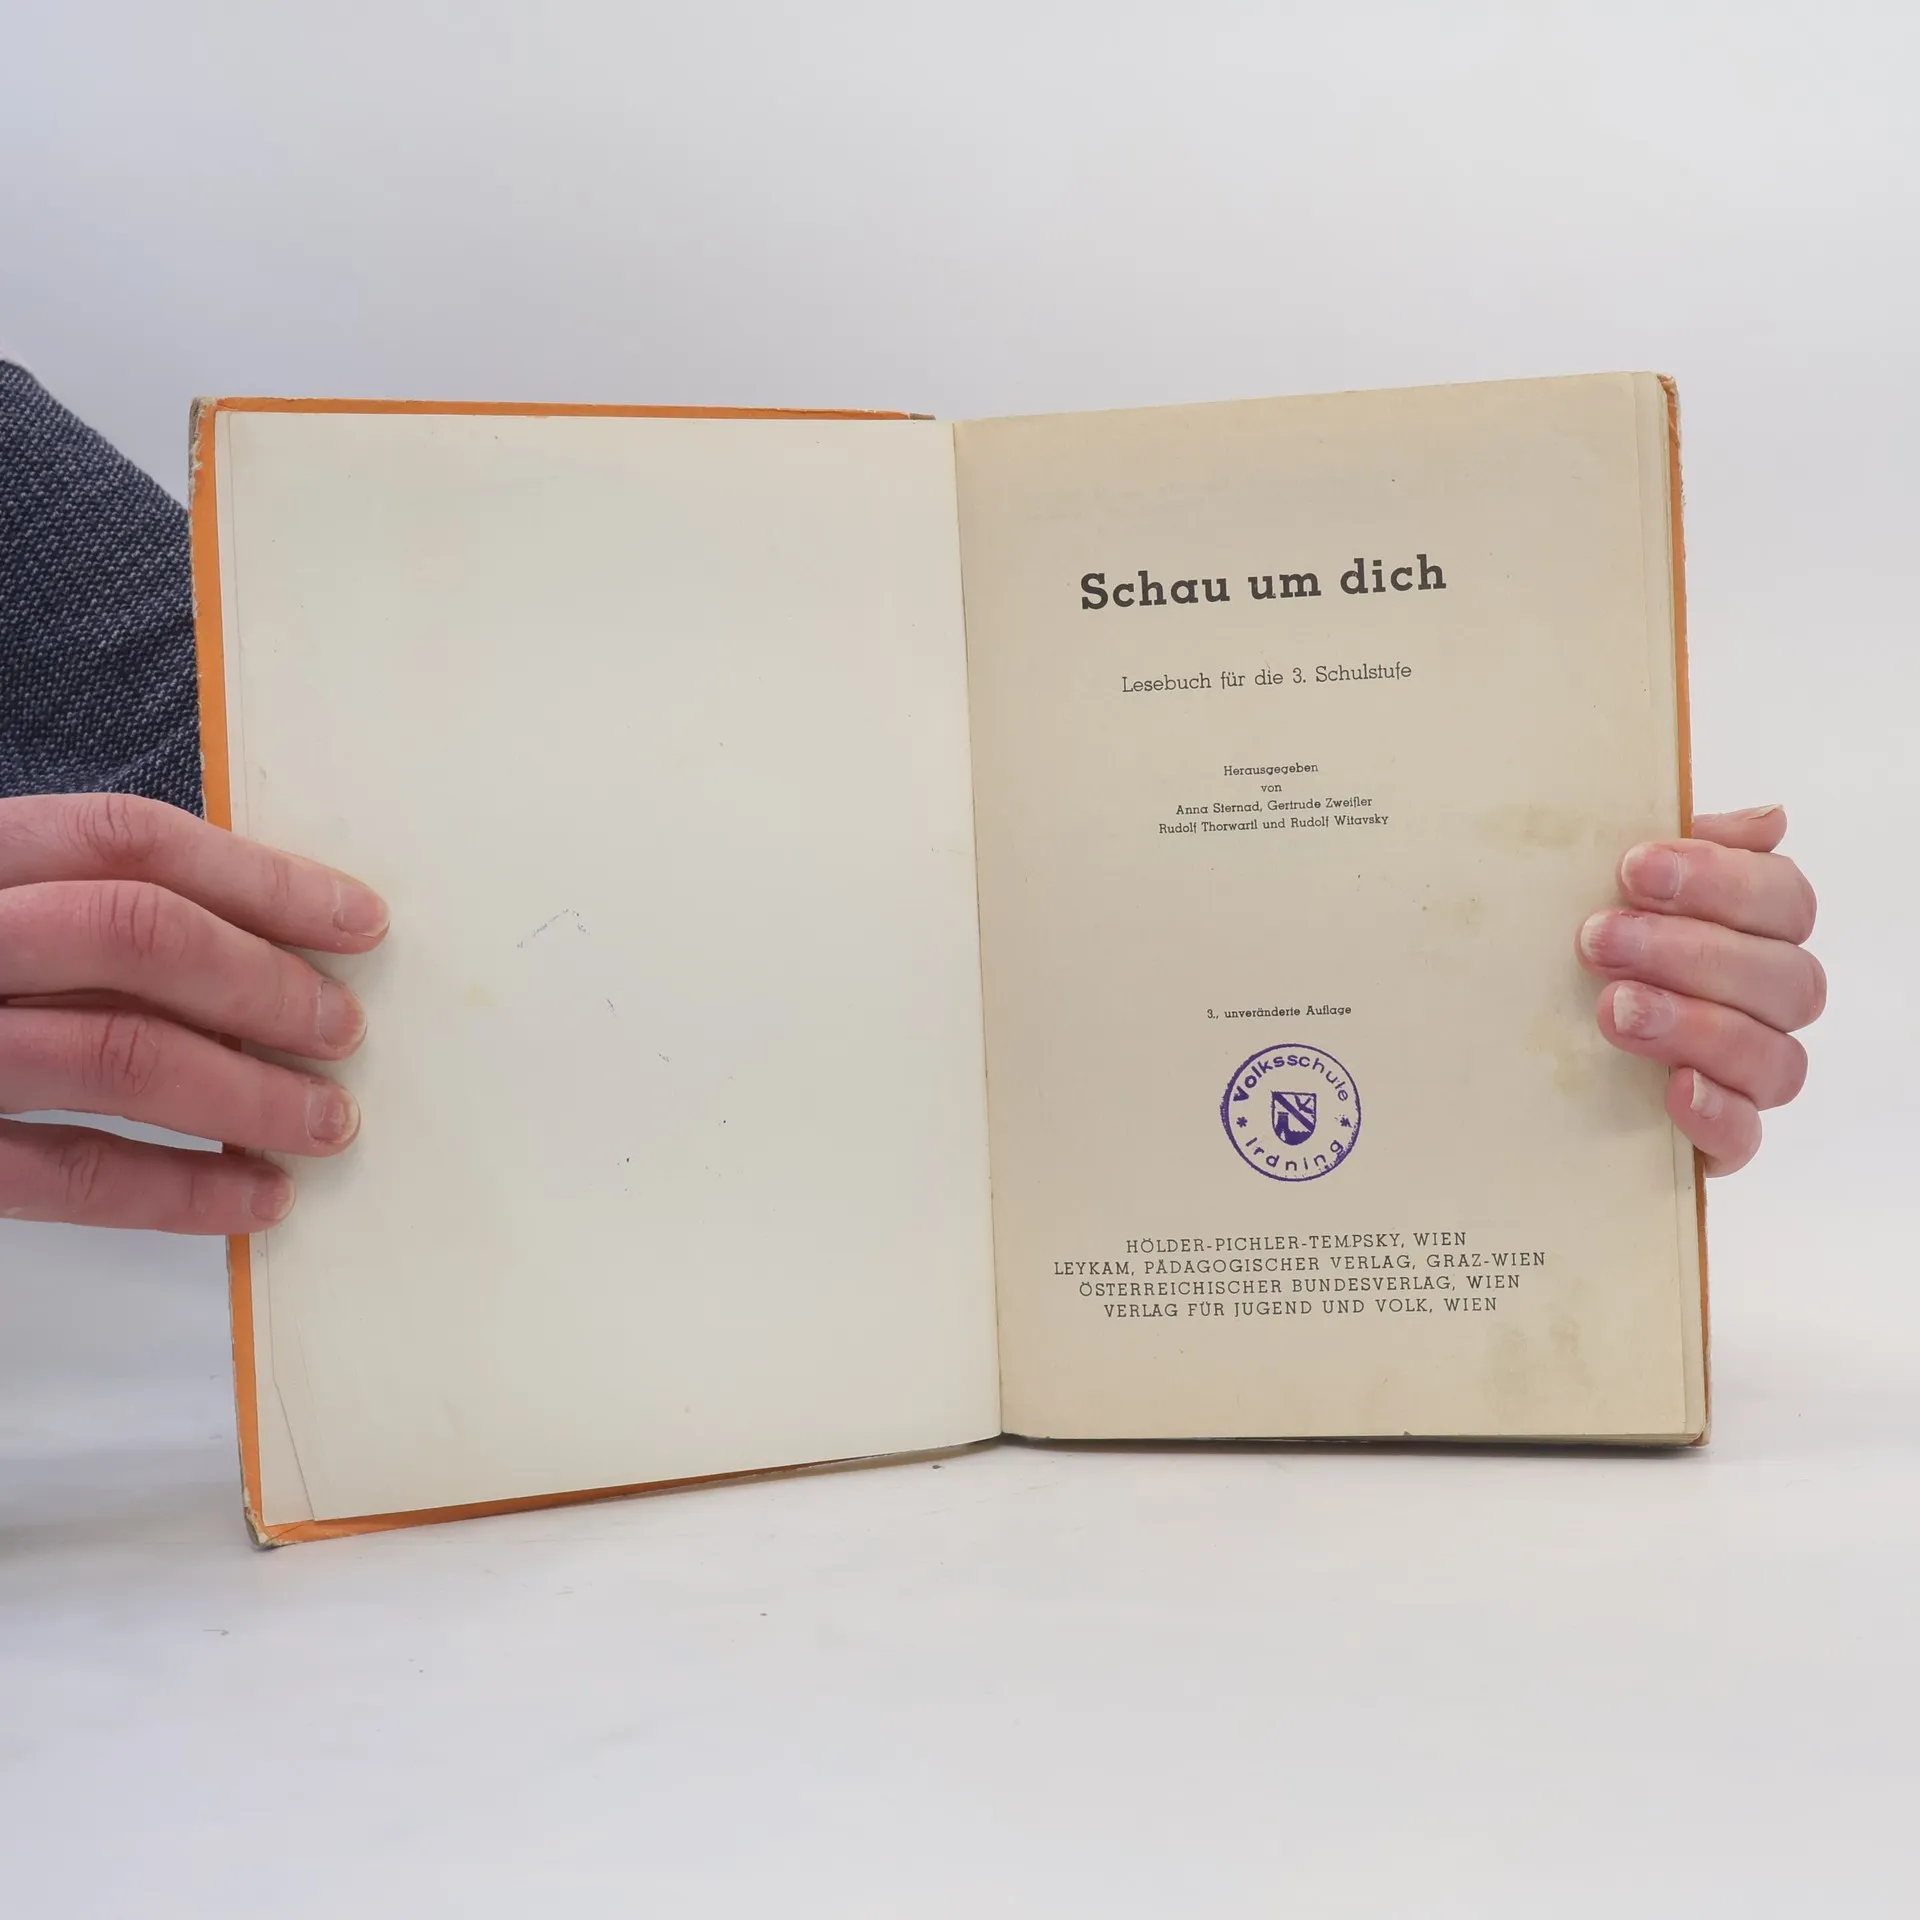 Schau um dich
Lesebuch für die 3. Schulstufe
Herausgegeben
von
Anna Sternad, Gertrude Zweifler
Rudolf Thorwartl und Rudolf Witavsky
3., unveränderte Auflage
Volksschule
* Irdning *
HÖLDER-PICHLER-TEMPSKY, WIEN
LEYKAM, PÄDAGOGISCHER VERLAG, GRAZ-WIEN
ÖSTERREICHISCHER BUNDESVERLAG, WIEN
VERLAG FÜR JUGEND UND VOLK, WIEN